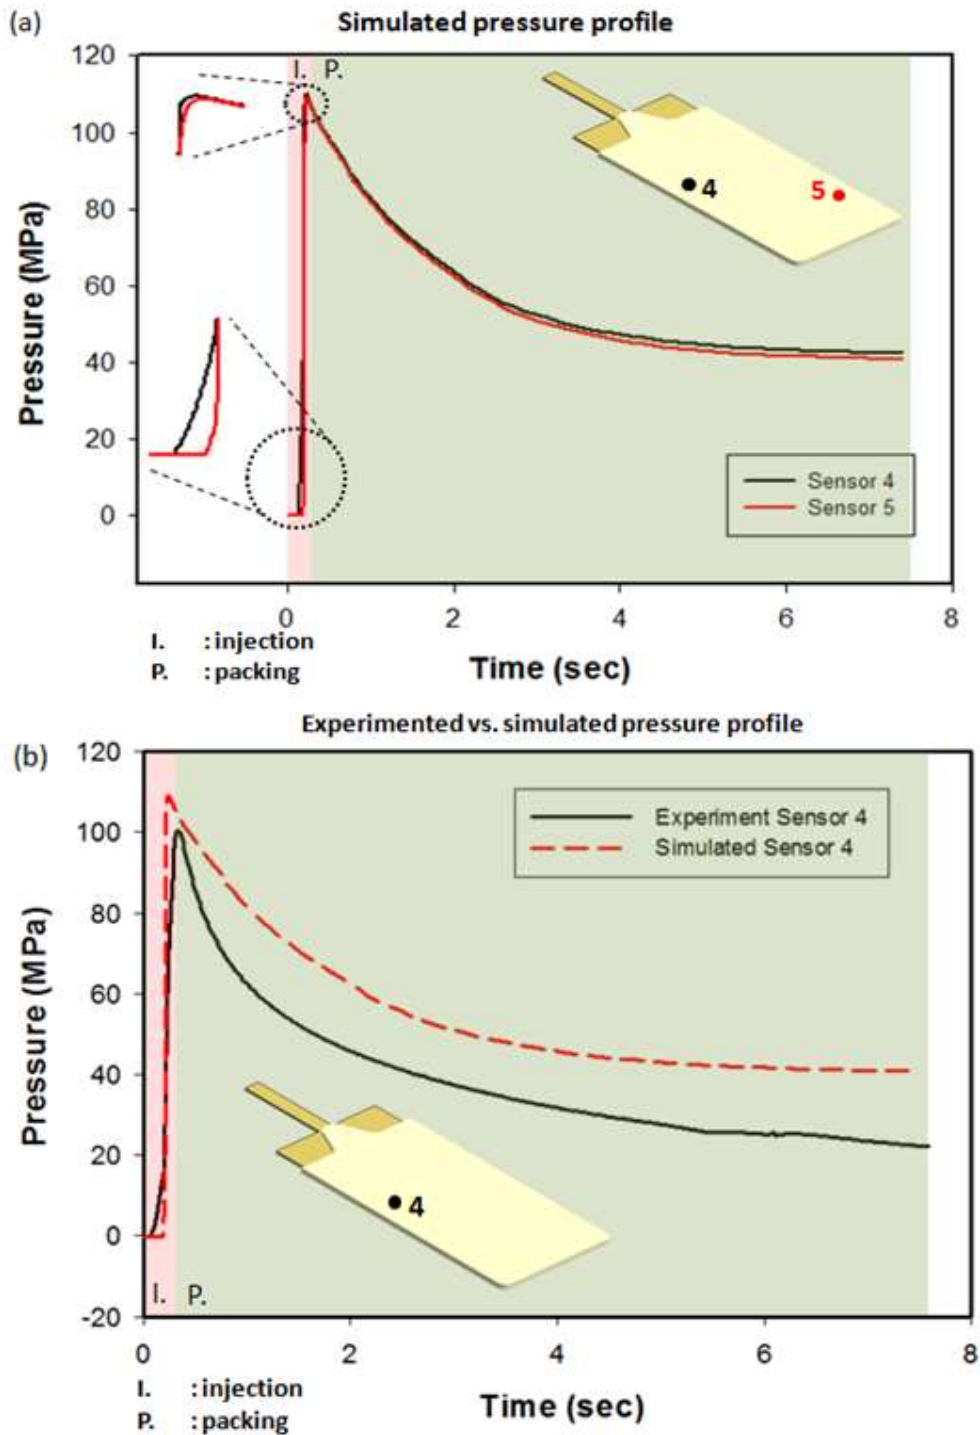 (a)
Simulated pressure profile
120
100
80
60
40
20
0
Pressure (MPa)
I. P.
4
5
Sensor 4
Sensor 5
0 2 4 6 8
I. : injection
P. : packing
Time (sec)
(b)
Experimented vs. simulated pressure profile
120
100
80
60
40
20
0
-20
Pressure (MPa)
Experiment Sensor 4
Simulated Sensor 4
4
I. P.
0 2 4 6 8
I. : injection
P. : packing
Time (sec)